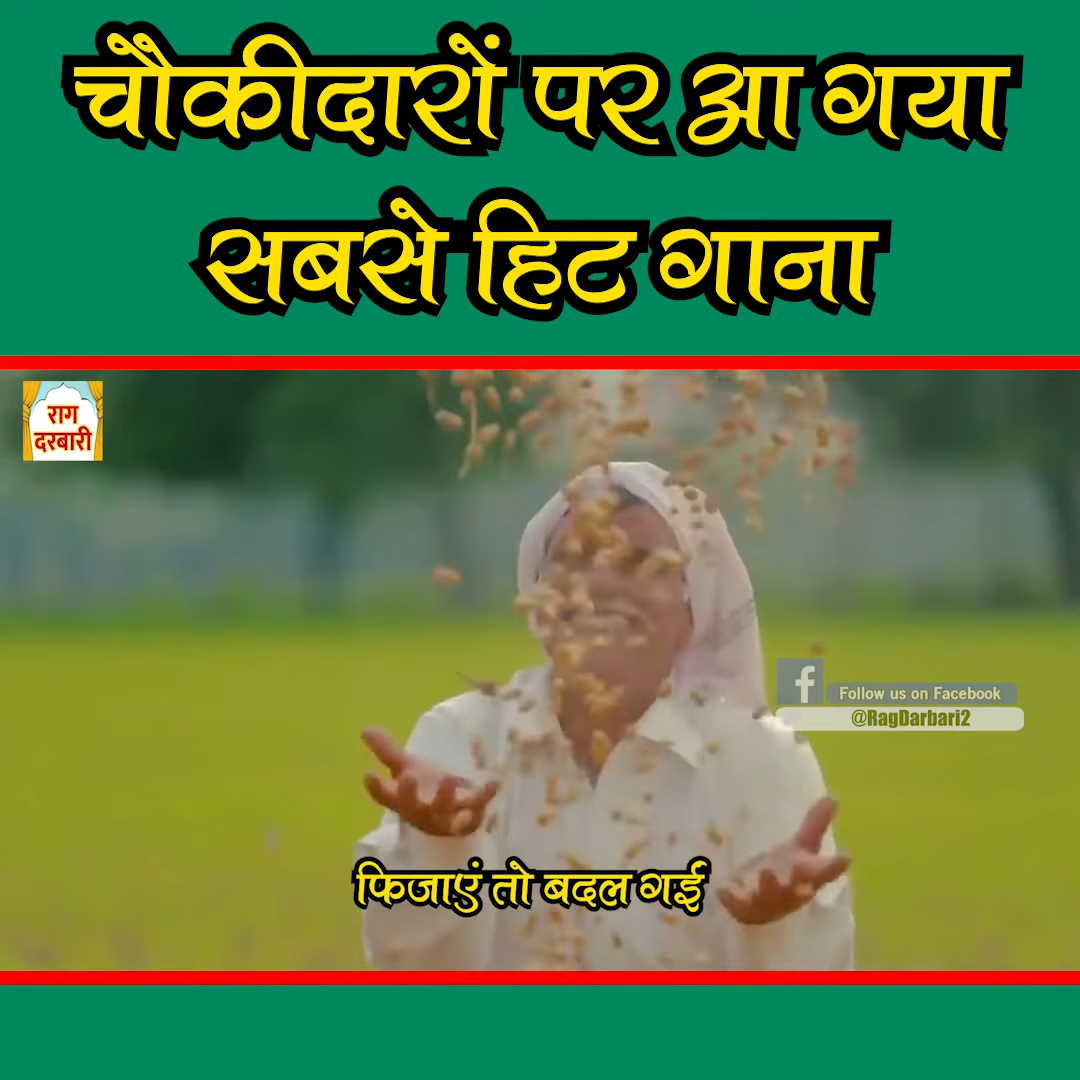 चौकीदारों पर आ गया
सबसे हिट गाना
राग
दरबारी
f
Follow us on Facebook
@RagDarbari2
फिजाएं तो बदल गई